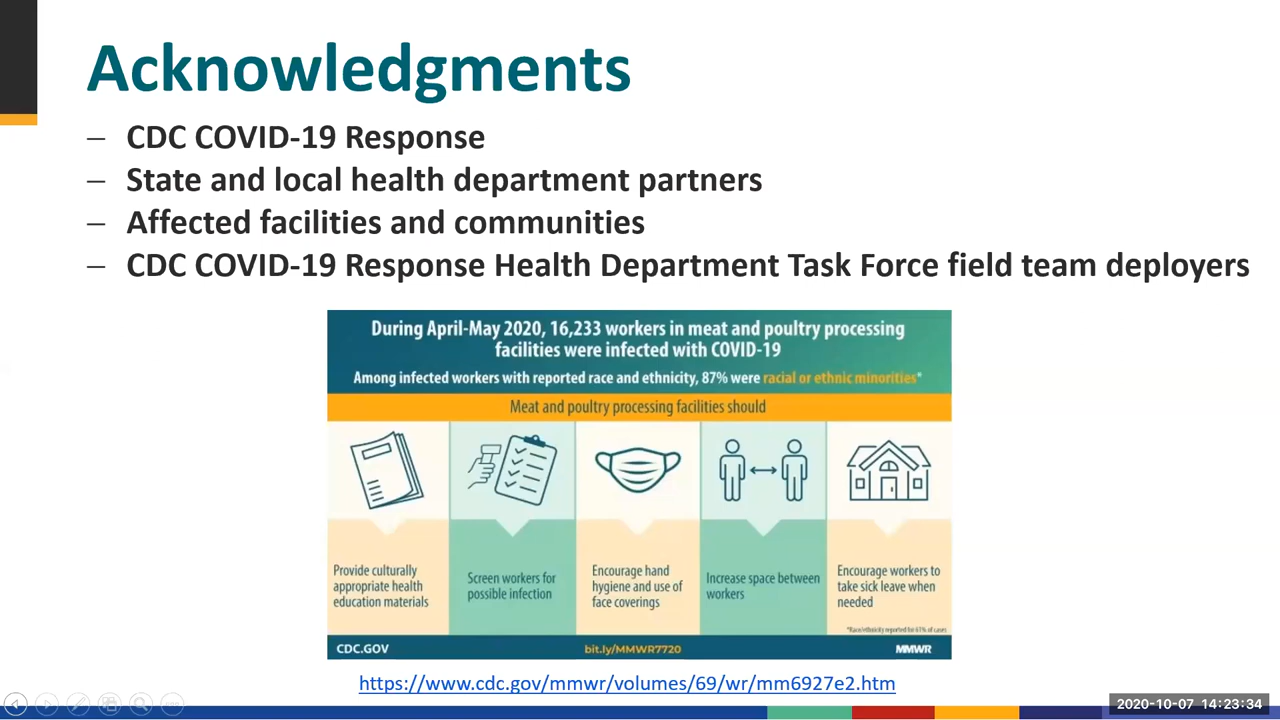 Acknowledgments
– CDC COVID-19 Response
– State and local health department partners
– Affected facilities and communities
– CDC COVID-19 Response Health Department Task Force field team deployers
During April-May 2020, 16,233 workers in meat and poultry processing
facilities were infected with COVID-19
Among infected workers with reported race and ethnicity, 87% were racial or ethnic minorities*
Meat and poultry processing facilities should
Provide culturally
appropriate health
education materials
Screen workers for
possible infection
Encourage hand
hygiene and use of
face coverings
Increase space between
workers
Encourage workers to
take sick leave when
needed
*Race/ethnicity reported for 61% of cases
CDC.GOV
bit.ly/MMWR7720
MMWR
https://www.cdc.gov/mmwr/volumes/69/wr/mm6927e2.htm
2020-10-07 14:23:34